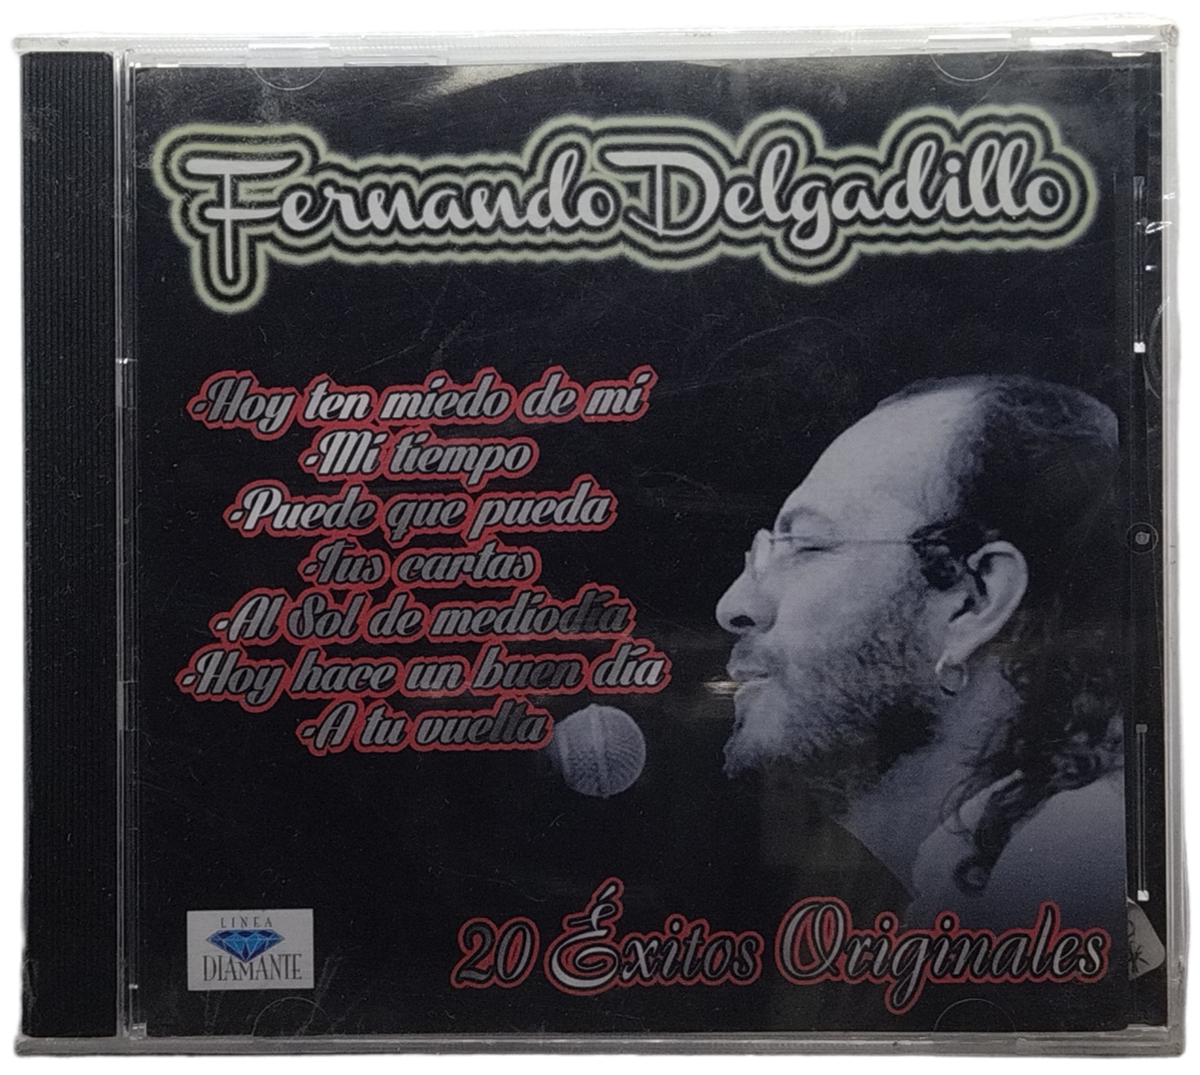 Fernando Delgadillo
-Hoy ten miedo de mi
-Mi tiempo
-Puede que pueda
-Tus cartas
-Al Sol de mediodía
-Hoy hace un buen día
-A tu vuelta
LINEA
DIAMANTE
20 Éxitos Originales